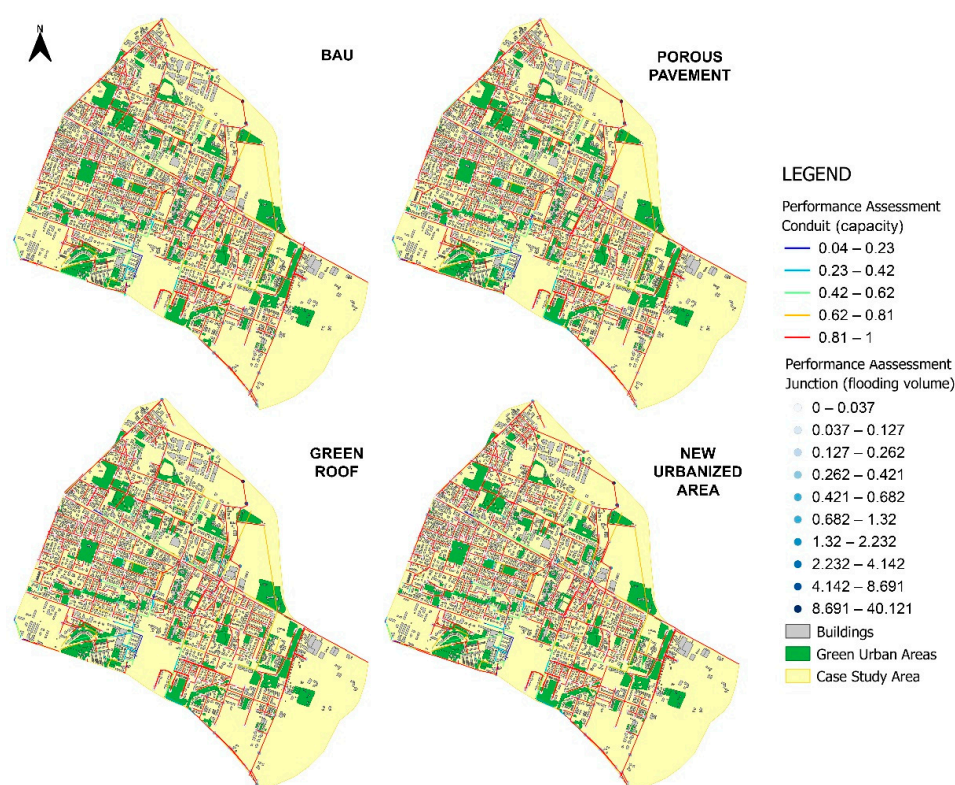 N
BAU
POROUS
PAVEMENT
GREEN
ROOF
NEW
URBANIZED
AREA
LEGEND
Performance Assessment
Conduit (capacity)
0.04 – 0.23
0.23 – 0.42
0.42 – 0.62
0.62 – 0.81
0.81 – 1
Performance Aassessment
Junction (flooding volume)
0 – 0.037
0.037 – 0.127
0.127 – 0.262
0.262 – 0.421
0.421 – 0.682
0.682 – 1.32
1.32 – 2.232
2.232 – 4.142
4.142 – 8.691
8.691 – 40.121
Buildings
Green Urban Areas
Case Study Area